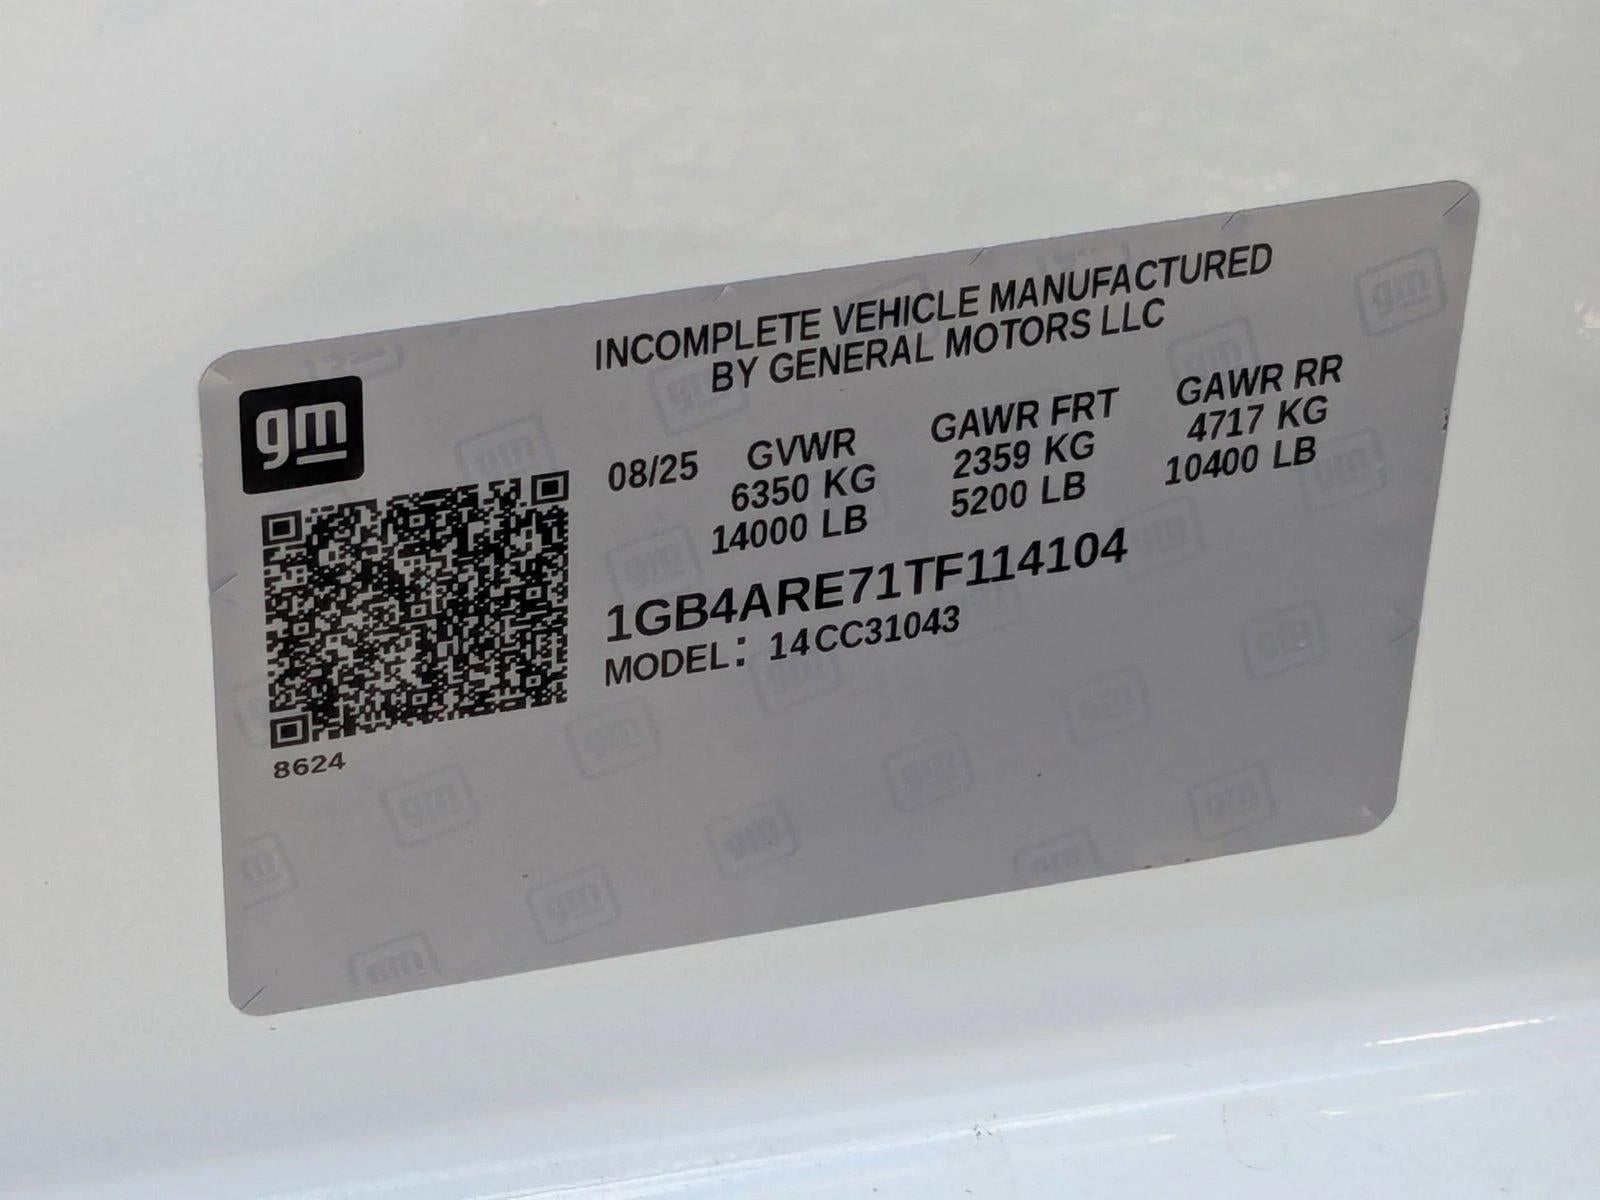 INCOMPLETE VEHICLE MANUFACTURED
BY GENERAL MOTORS LLC
gm
08/25 GVWR GAWR FRT GAWR RR
6350 KG 2359 KG 4717 KG
14000 LB 5200 LB 10400 LB
1GB4ARE71TF114104
MODEL: 14CC31043
8624